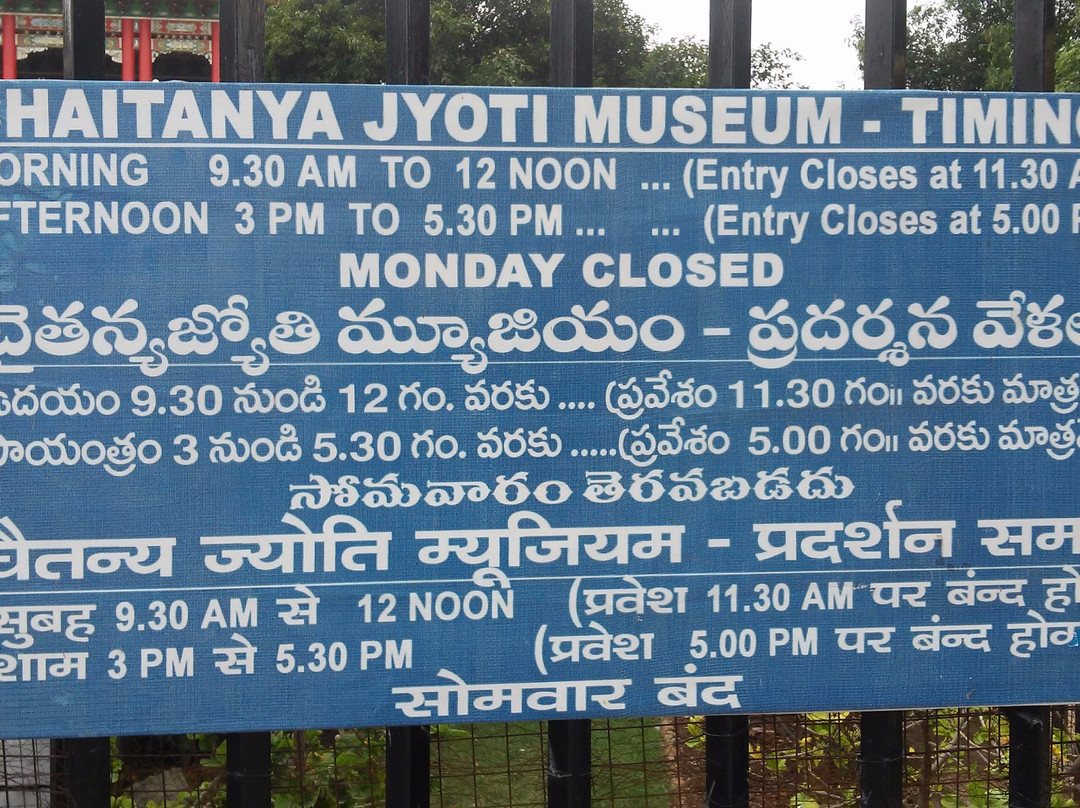 CHAITANYA JYOTI MUSEUM - TIMING
MORNING 9.30 AM TO 12 NOON ... (Entry Closes at 11.30 A
AFTERNOON 3 PM TO 5.30 PM ... ... (Entry Closes at 5.00 P
MONDAY CLOSED
చైతన్యజ్యోతి మ్యూజియం - ప్రదర్శన వేళలు
ఉదయం 9.30 నుండి 12 గం. వరకు .... (ప్రవేశం 11.30 గం॥ వరకు మాత్ర
సాయంత్రం 3 నుండి 5.30 గం. వరకు .....(ప్రవేశం 5.00 గం॥ వరకు మాత్ర
సోమవారం తెరవబడదు
चैतन्य ज्योति म्यूजियम - प्रदर्शन सम
सुबह 9.30 AM से 12 NOON (प्रवेश 11.30 AM पर बंन्द हो
शाम 3 PM से 5.30 PM (प्रवेश 5.00 PM पर बंन्द होव
सोमवार बंद